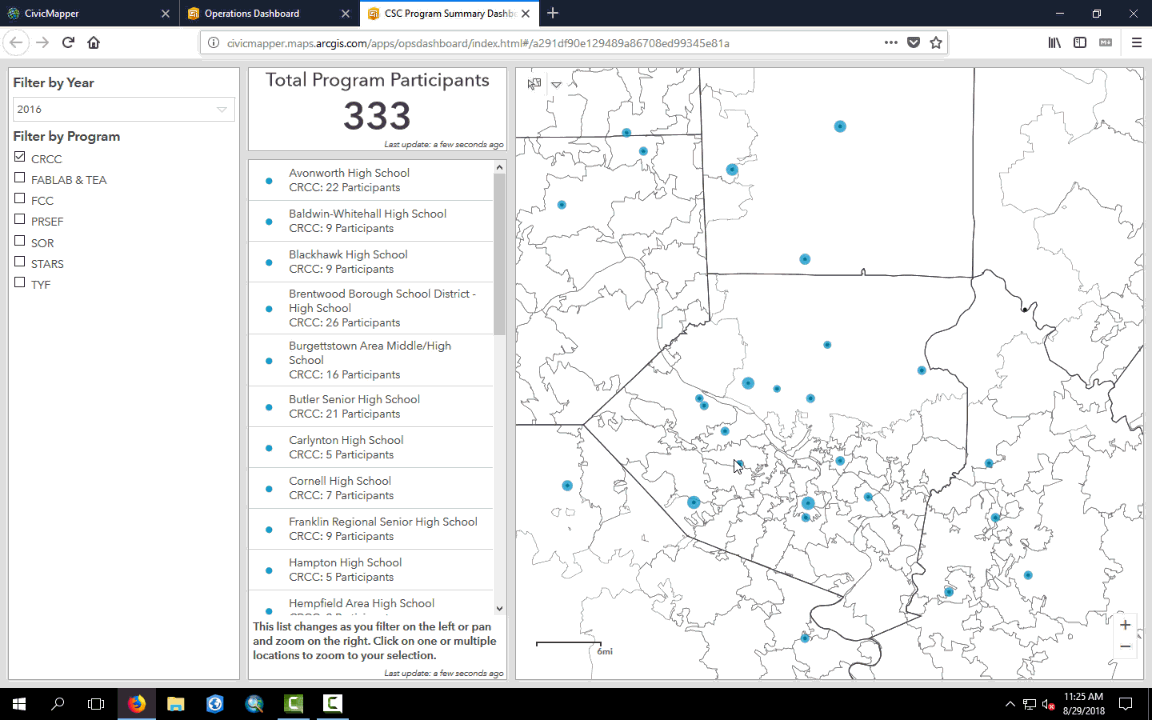 CivicMapper
Operations Dashboard
CSC Program Summary Dashb
civicmapper.maps.arcgis.com/apps/opsdashboard/index.html#/a291df90e129489a86708ed99345e81a
Filter by Year
2016
Filter by Program
CRCC
FABLAB & TEA
FCC
PRSEF
SOR
STARS
TYF
Total Program Participants
333
Last update: a few seconds ago
Avonworth High School
CRCC: 22 Participants
Baldwin-Whitehall High School
CRCC: 9 Participants
Blackhawk High School
CRCC: 9 Participants
Brentwood Borough School District -
High School
CRCC: 26 Participants
Burgettstown Area Middle/High
School
CRCC: 16 Participants
Butler Senior High School
CRCC: 21 Participants
Carlynton High School
CRCC: 5 Participants
Cornell High School
CRCC: 7 Participants
Franklin Regional Senior High School
CRCC: 9 Participants
Hampton High School
CRCC: 5 Participants
Hempfield Area High School
This list changes as you filter on the left or pan
and zoom on the right. Click on one or multiple
locations to zoom to your selection.
Last update: a few seconds ago
6mi
11:25 AM
8/29/2018